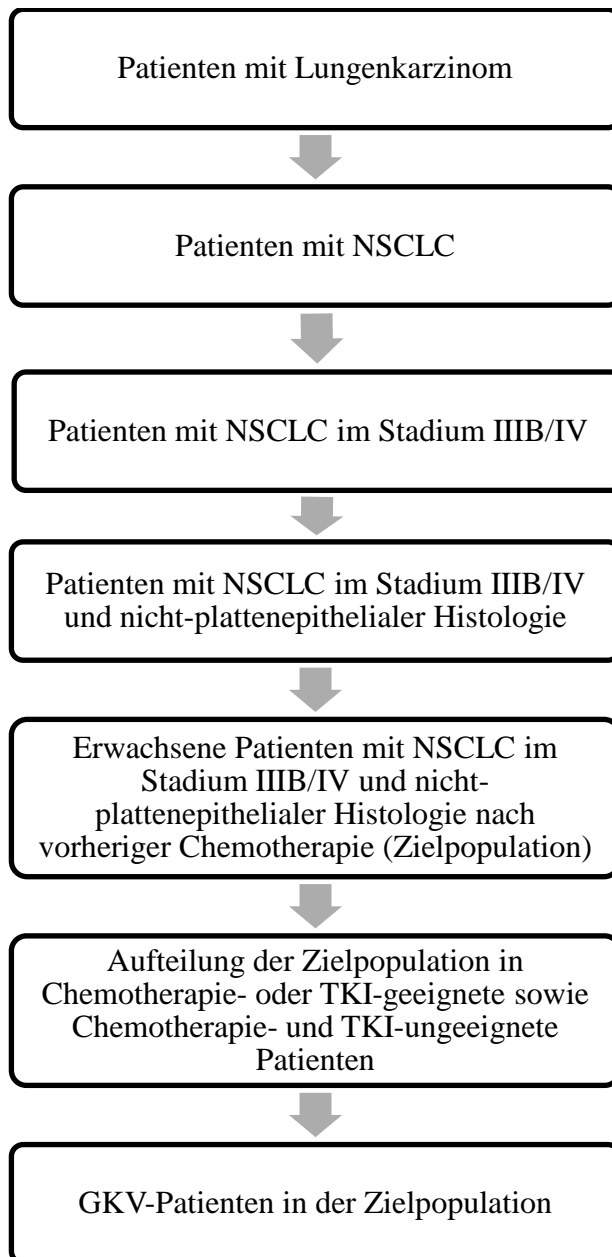 Patienten mit Lungenkarzinom
Patienten mit NSCLC
Patienten mit NSCLC im Stadium IIIB/IV
Patienten mit NSCLC im Stadium IIIB/IV
und nicht-plattenepithelialer Histologie
Erwachsene Patienten mit NSCLC im
Stadium IIIB/IV und nicht-
plattenepithelialer Histologie nach
vorheriger Chemotherapie (Zielpopulation)
Aufteilung der Zielpopulation in
Chemotherapie- oder TKI-geeignete sowie
Chemotherapie- und TKI-ungeeignete
Patienten
GKV-Patienten in der Zielpopulation